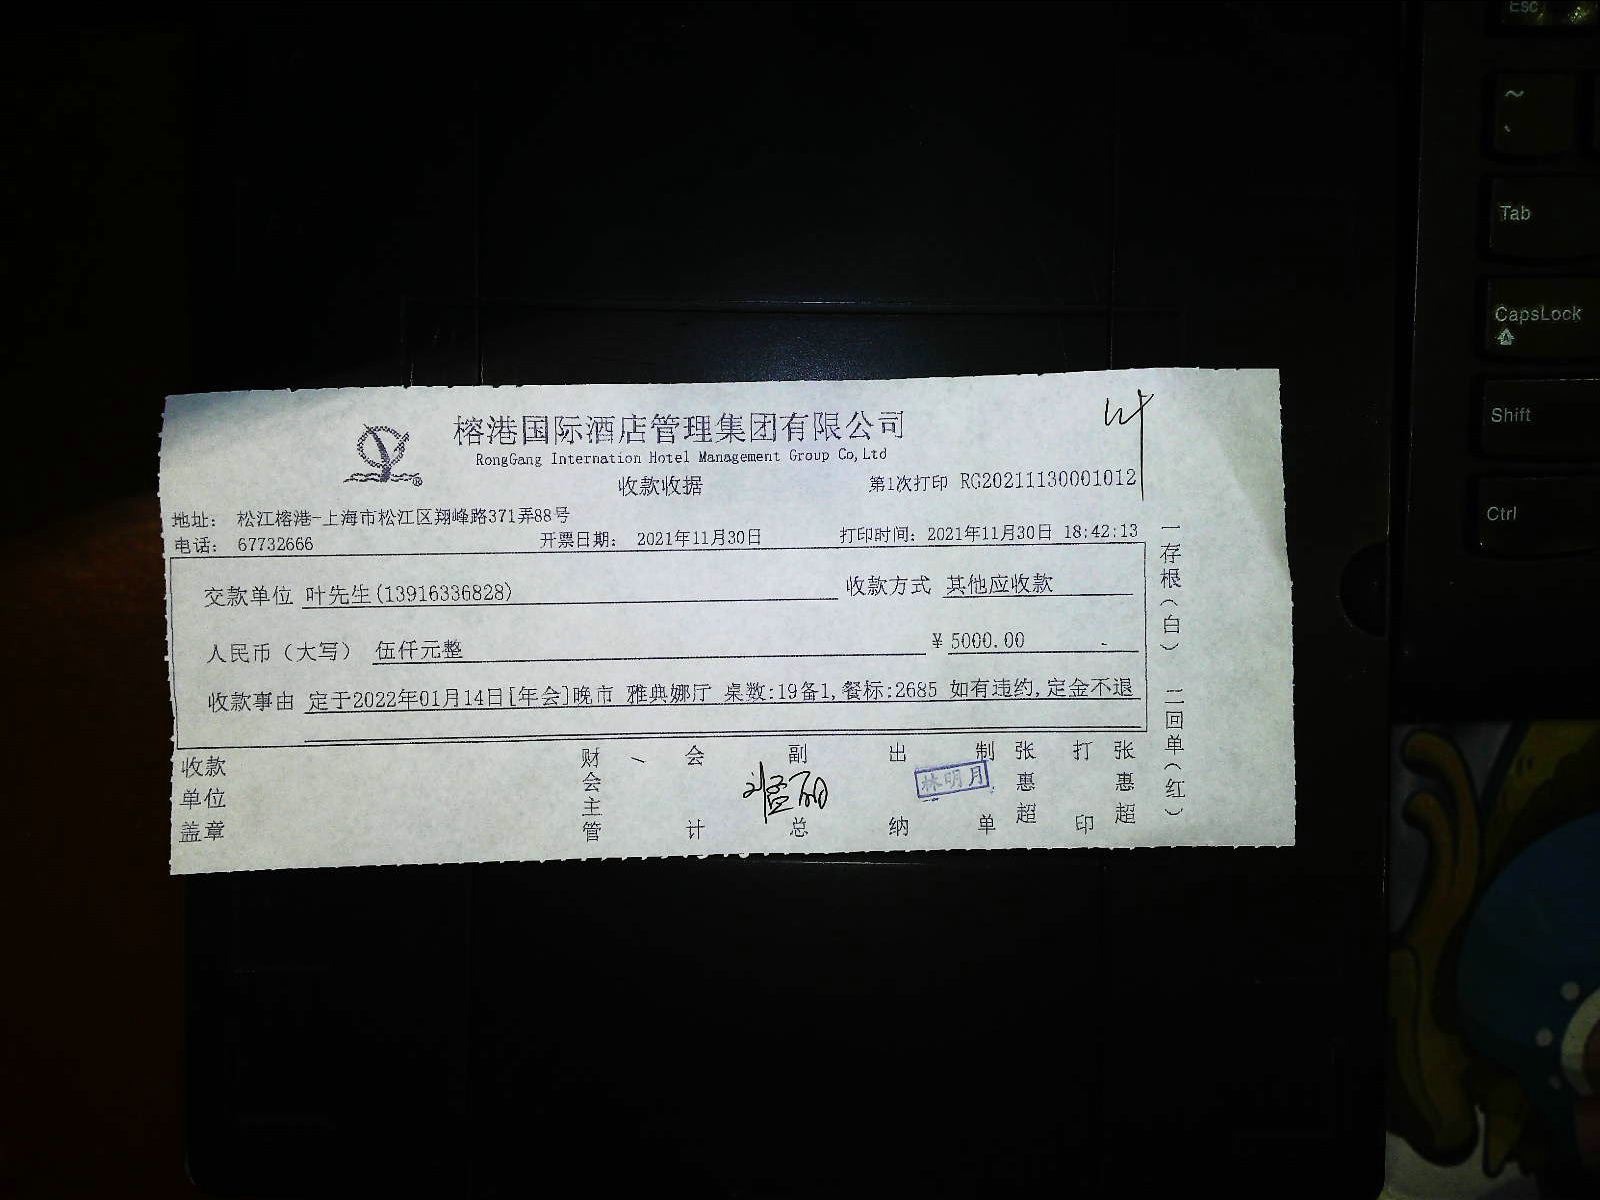 榕港国际酒店管理集团有限公司
RongGang Internation Hotel Management Group Co,Ltd
收款收据
第1次打印 RG20211130001012
地址： 松江榕港-上海市松江区翔峰路371弄88号
电话： 67732666 开票日期： 2021年11月30日 打印时间：2021年11月30日 18:42:13
交款单位 叶先生(13916336828) 收款方式 其他应收款
人民币（大写） 伍仟元整 ¥ 5000.00
收款事由 定于2022年01月14日[年会]晚市 雅典娜厅 桌数:19备1,餐标:2685 如有违约,定金不退
收款单位盖章
财会主管
会计
副总
出纳
林明月
制单
张惠超
打印
张惠超
一存根（白） 二回单（红）
Esc
~
Tab
CapsLock
Shift
Ctrl